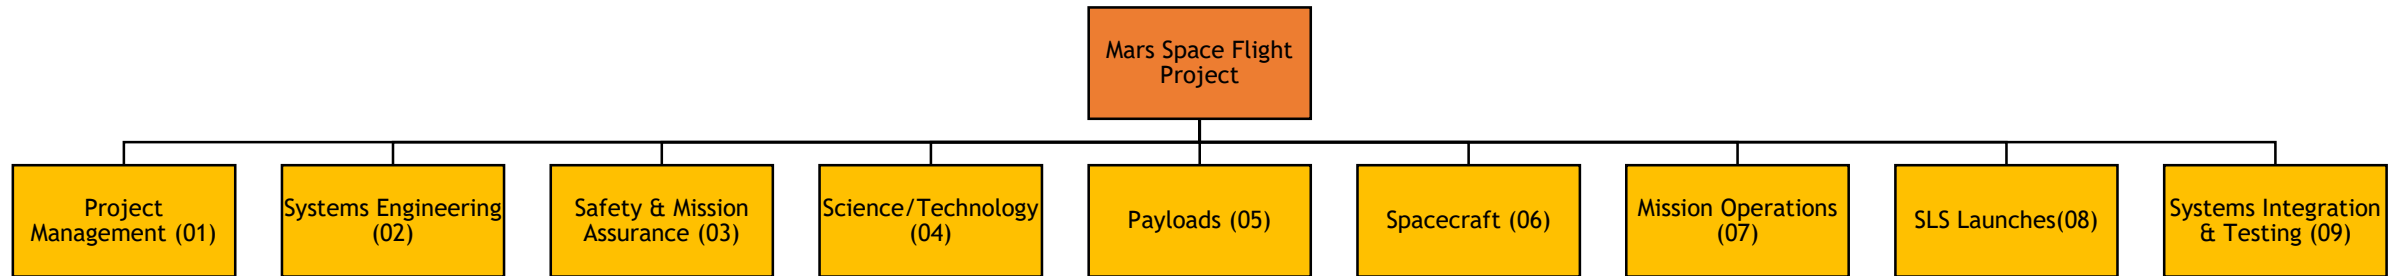 Mars Space Flight
Project
Project
Management (01)
Systems Engineering
(02)
Safety & Mission
Assurance (03)
Science/Technology
(04)
Payloads (05)
Spacecraft (06)
Mission Operations
(07)
SLS Launches(08)
Systems Integration
& Testing (09)